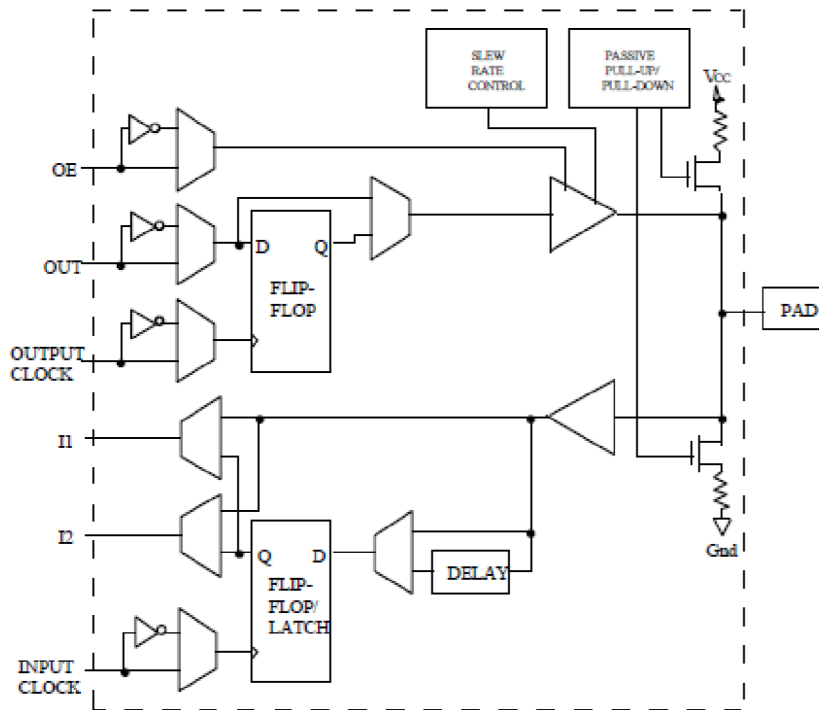 SLEW
RATE
CONTROL
PASSIVE
PULL-UP/
PULL-DOWN
Vcc
OE
OUT
D
Q
FLIP-
FLOP
OUTPUT
CLOCK
PAD
I1
I2
Q
D
FLIP-
FLOP/
LATCH
DELAY
Gnd
INPUT
CLOCK